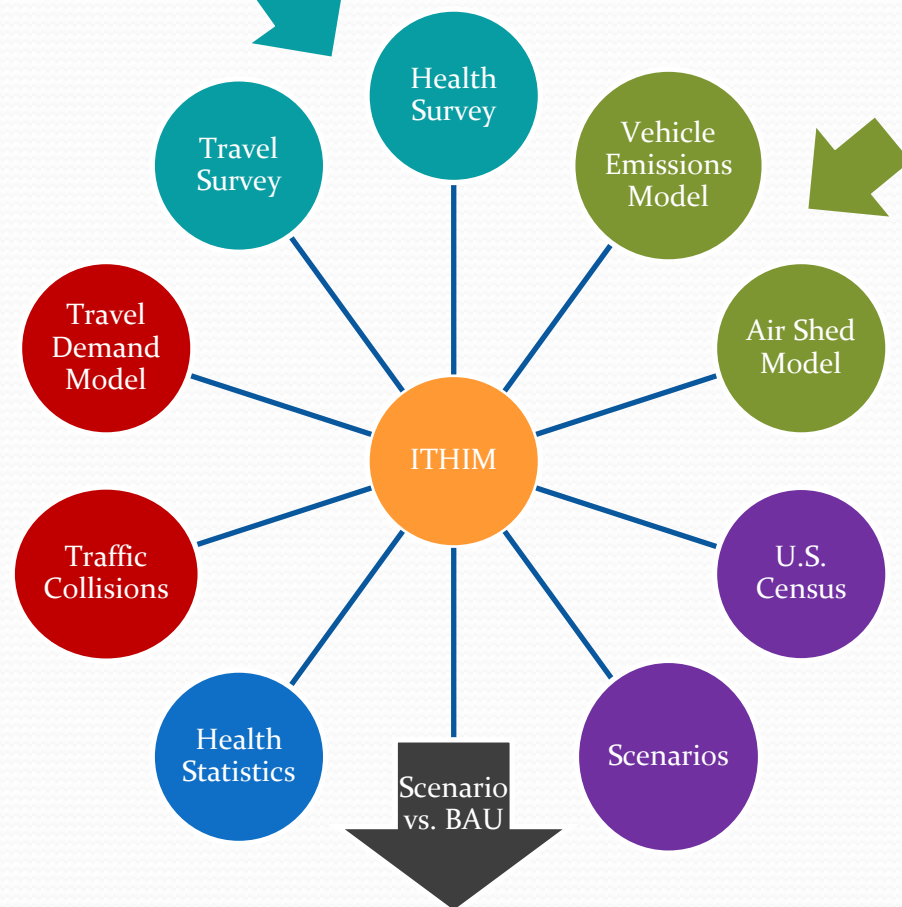 Health
Survey
Travel
Survey
Vehicle
Emissions
Model
Travel
Demand
Model
Air Shed
Model
ITHIM
Traffic
Collisions
U.S.
Census
Health
Statistics
Scenarios
Scenario
vs. BAU